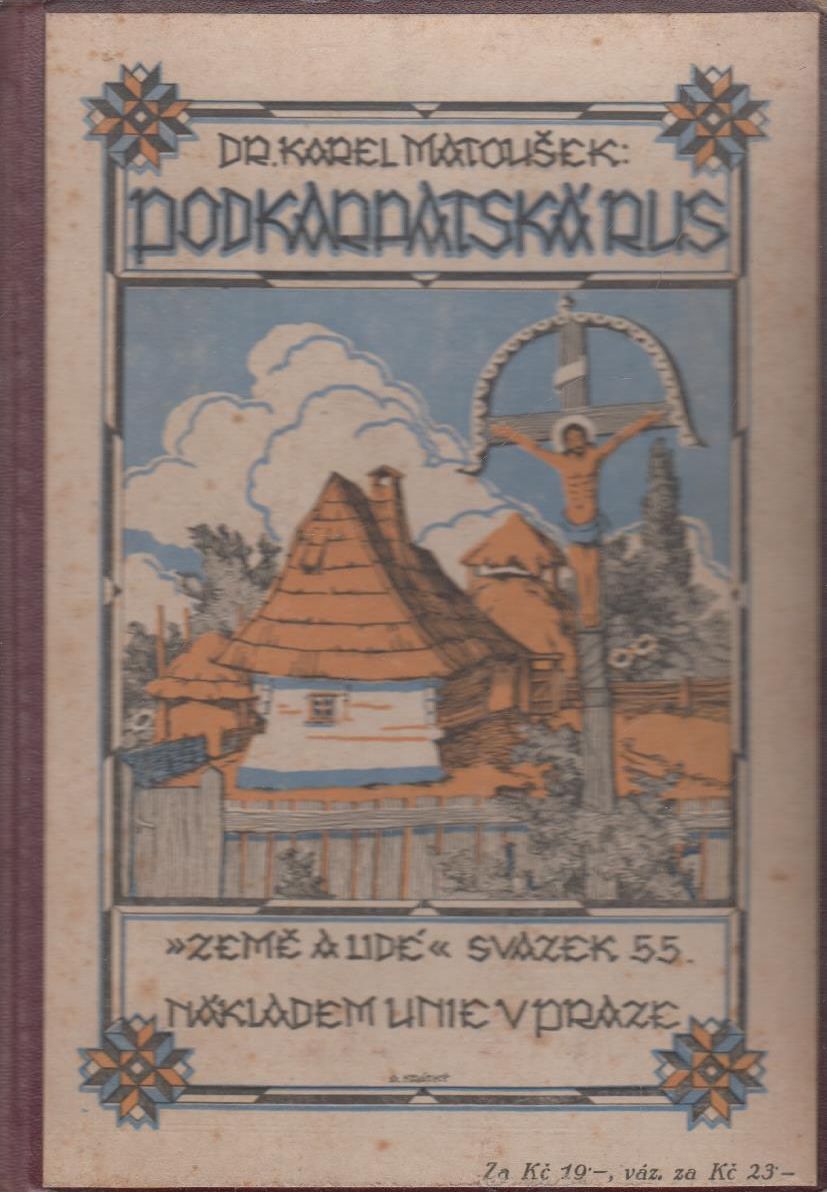 DR. KAREL MATOUŠEK:
PODKARPATSKÁ RUS
»ZEMĚ A LIDÉ« SVAZEK 55.
NÁKLADEM UNIE V PRAZE
Za Kč 19·–, váz. za Kč 23·–